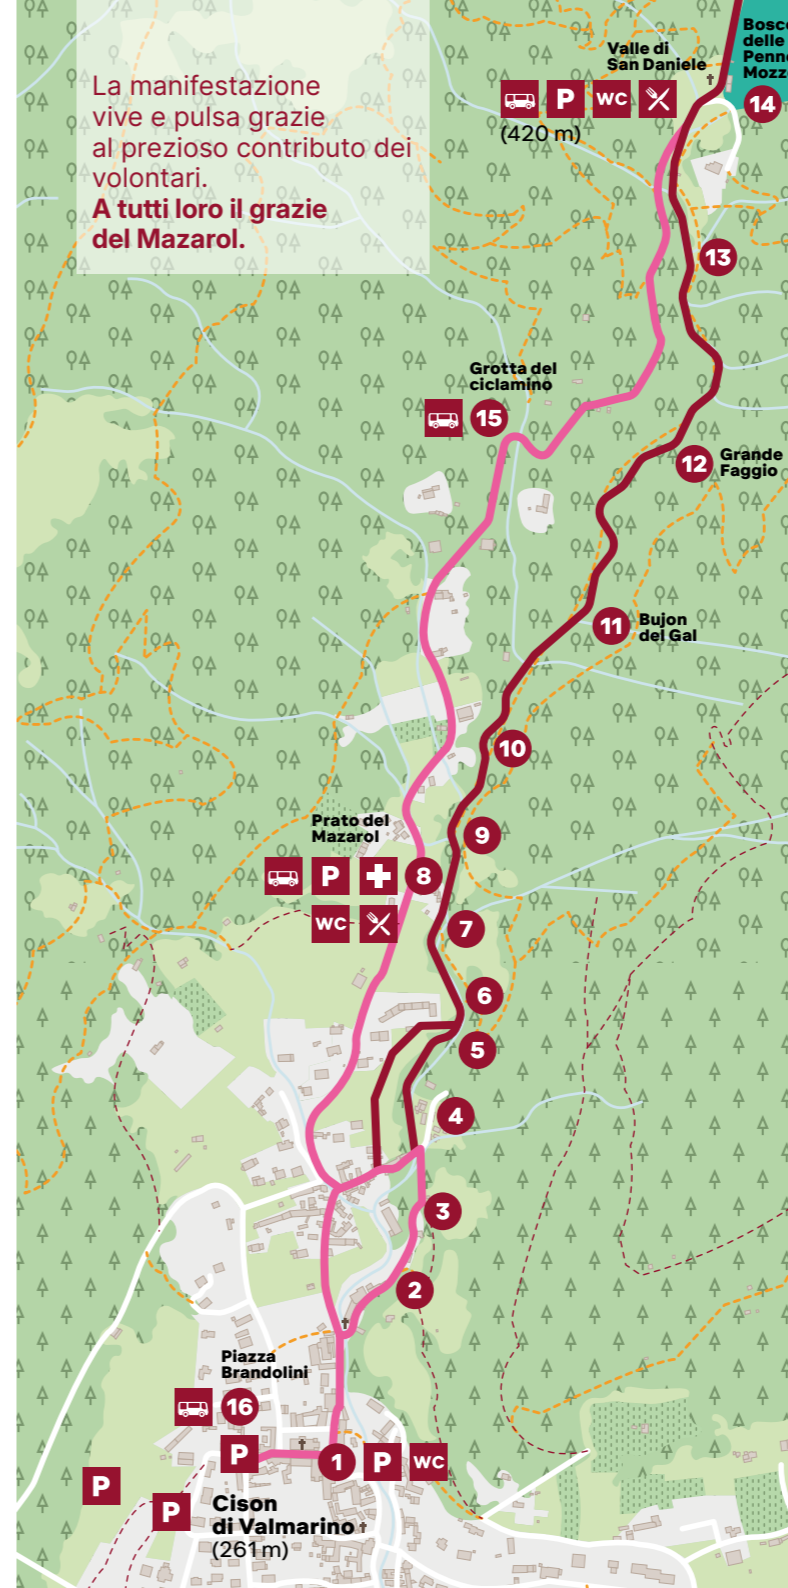 La manifestazione
vive e pulsa grazie
al prezioso contributo dei
volontari.
A tutti loro il grazie
del Mazarol.
Valle di
San Daniele
P WC
(420 m)
delle
14
13
Grotta del
ciclamino
15
12
Grande
Faggio
11
Bujon
del Gal
10
9
Prato del
Mazarol
P 8
WC
7
6
5
4
3
2
Piazza
Brandolini
16
P
1 P WC
P
P
Cison
di Valmarino
(261 m)